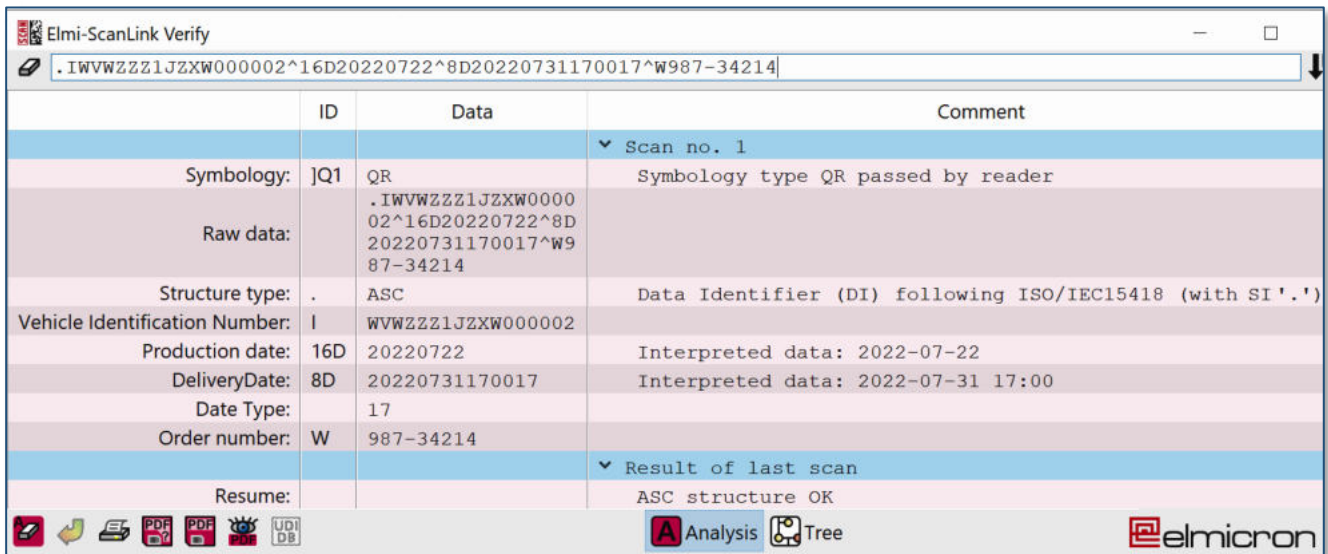 SCAN Elmi-ScanLink Verify
.IWVWZZZ1JZXW000002^16D20220722^8D20220731170017^W987-34214
ID Data Comment
Scan no. 1
Symbology: ]Q1 QR Symbology type QR passed by reader
Raw data: .IWVWZZZ1JZXW0000
02^16D20220722^8D
20220731170017^W9
87-34214
Structure type: . ASC Data Identifier (DI) following ISO/IEC15418 (with SI'.')
Vehicle Identification Number: I WVWZZZ1JZXW000002
Production date: 16D 20220722 Interpreted data: 2022-07-22
DeliveryDate: 8D 20220731170017 Interpreted data: 2022-07-31 17:00
Date Type: 17
Order number: W 987-34214
Result of last scan
Resume: ASC structure OK
A PDF? PDF PDF UDI DB A Analysis Tree elmicron